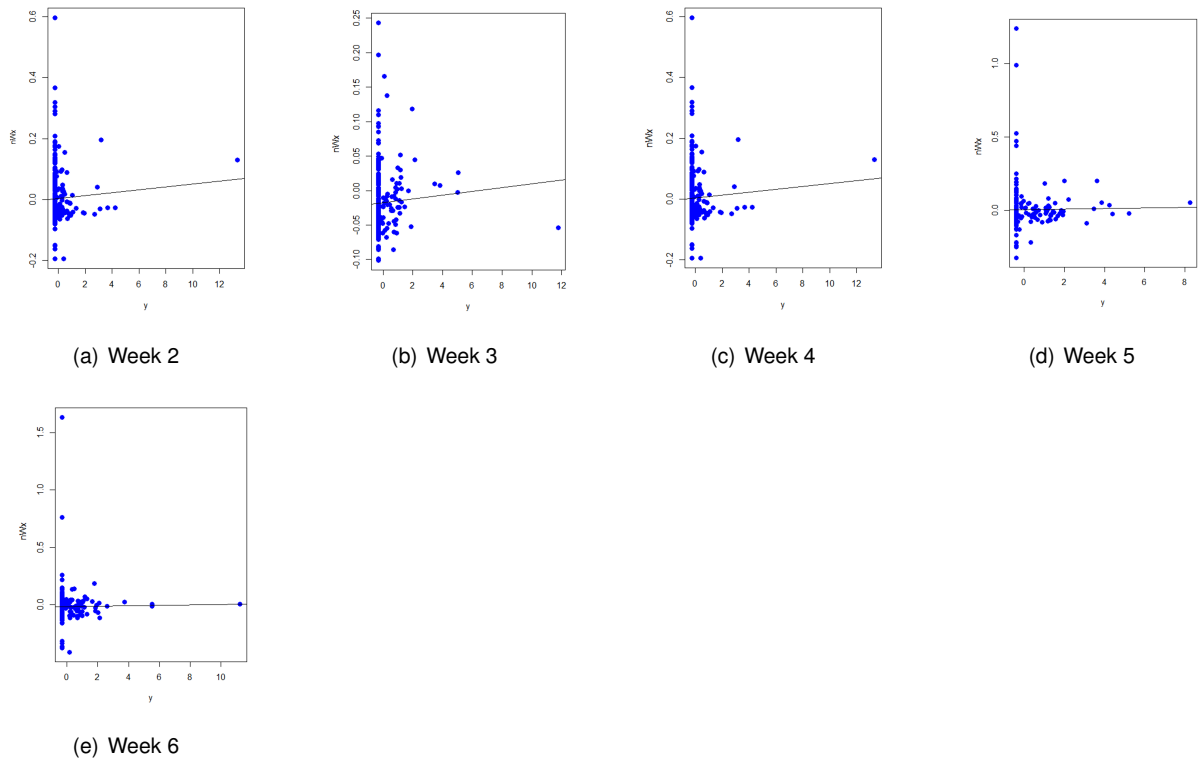 0.6
0.4
0.2
0.0
-0.2
nWx
0 2 4 6 8 10 12
y
(a) Week 2
0.25
0.20
0.15
0.10
0.05
0.00
-0.05
-0.10
nWx
0 2 4 6 8 10 12
y
(b) Week 3
0.6
0.4
0.2
0.0
-0.2
nWx
0 2 4 6 8 10 12
y
(c) Week 4
1.0
0.5
0.0
nWx
0 2 4 6 8
y
(d) Week 5
1.5
1.0
0.5
0.0
nWx
0 2 4 6 8 10
y
(e) Week 6